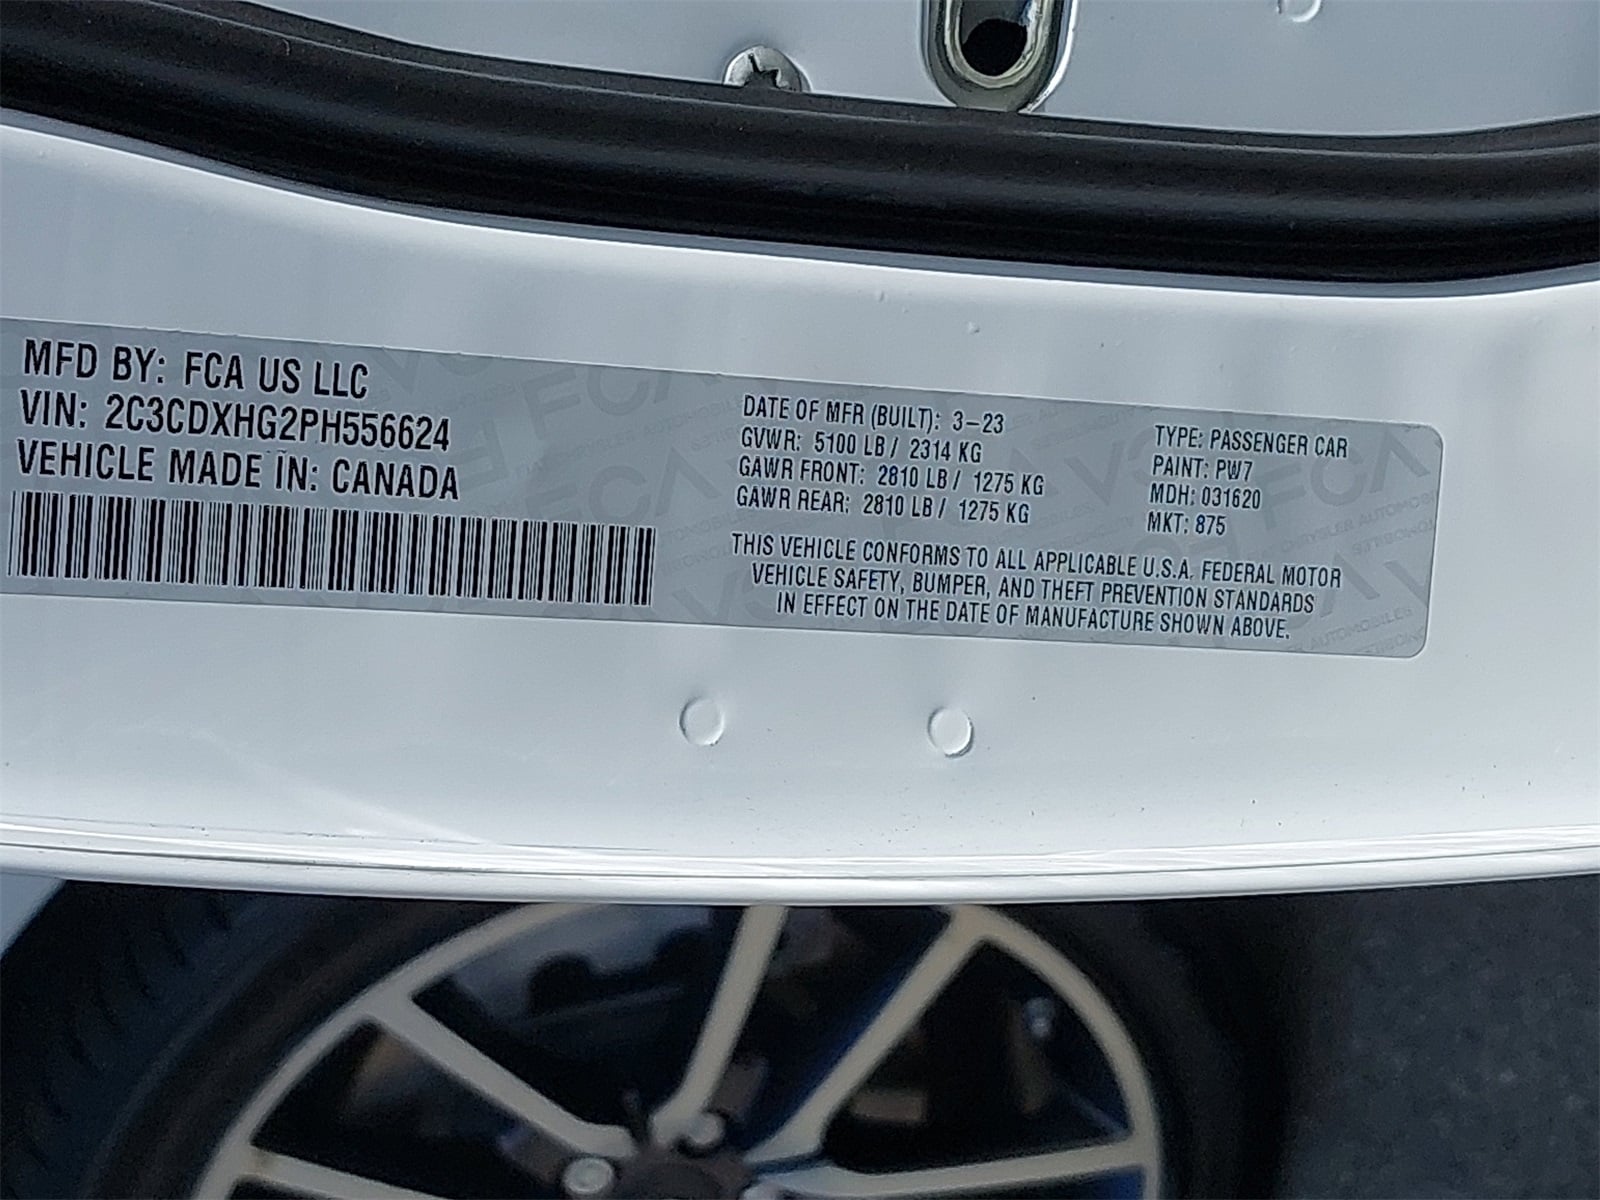 MFD BY: FCA US LLC
VIN: 2C3CDXHG2PH556624
VEHICLE MADE IN: CANADA
DATE OF MFR (BUILT): 3-23
GVWR: 5100 LB / 2314 KG
GAWR FRONT: 2810 LB / 1275 KG
GAWR REAR: 2810 LB / 1275 KG
TYPE: PASSENGER CAR
PAINT: PW7
MDH: 031620
MKT: 875
THIS VEHICLE CONFORMS TO ALL APPLICABLE U.S.A. FEDERAL MOTOR
VEHICLE SAFETY, BUMPER, AND THEFT PREVENTION STANDARDS
IN EFFECT ON THE DATE OF MANUFACTURE SHOWN ABOVE.